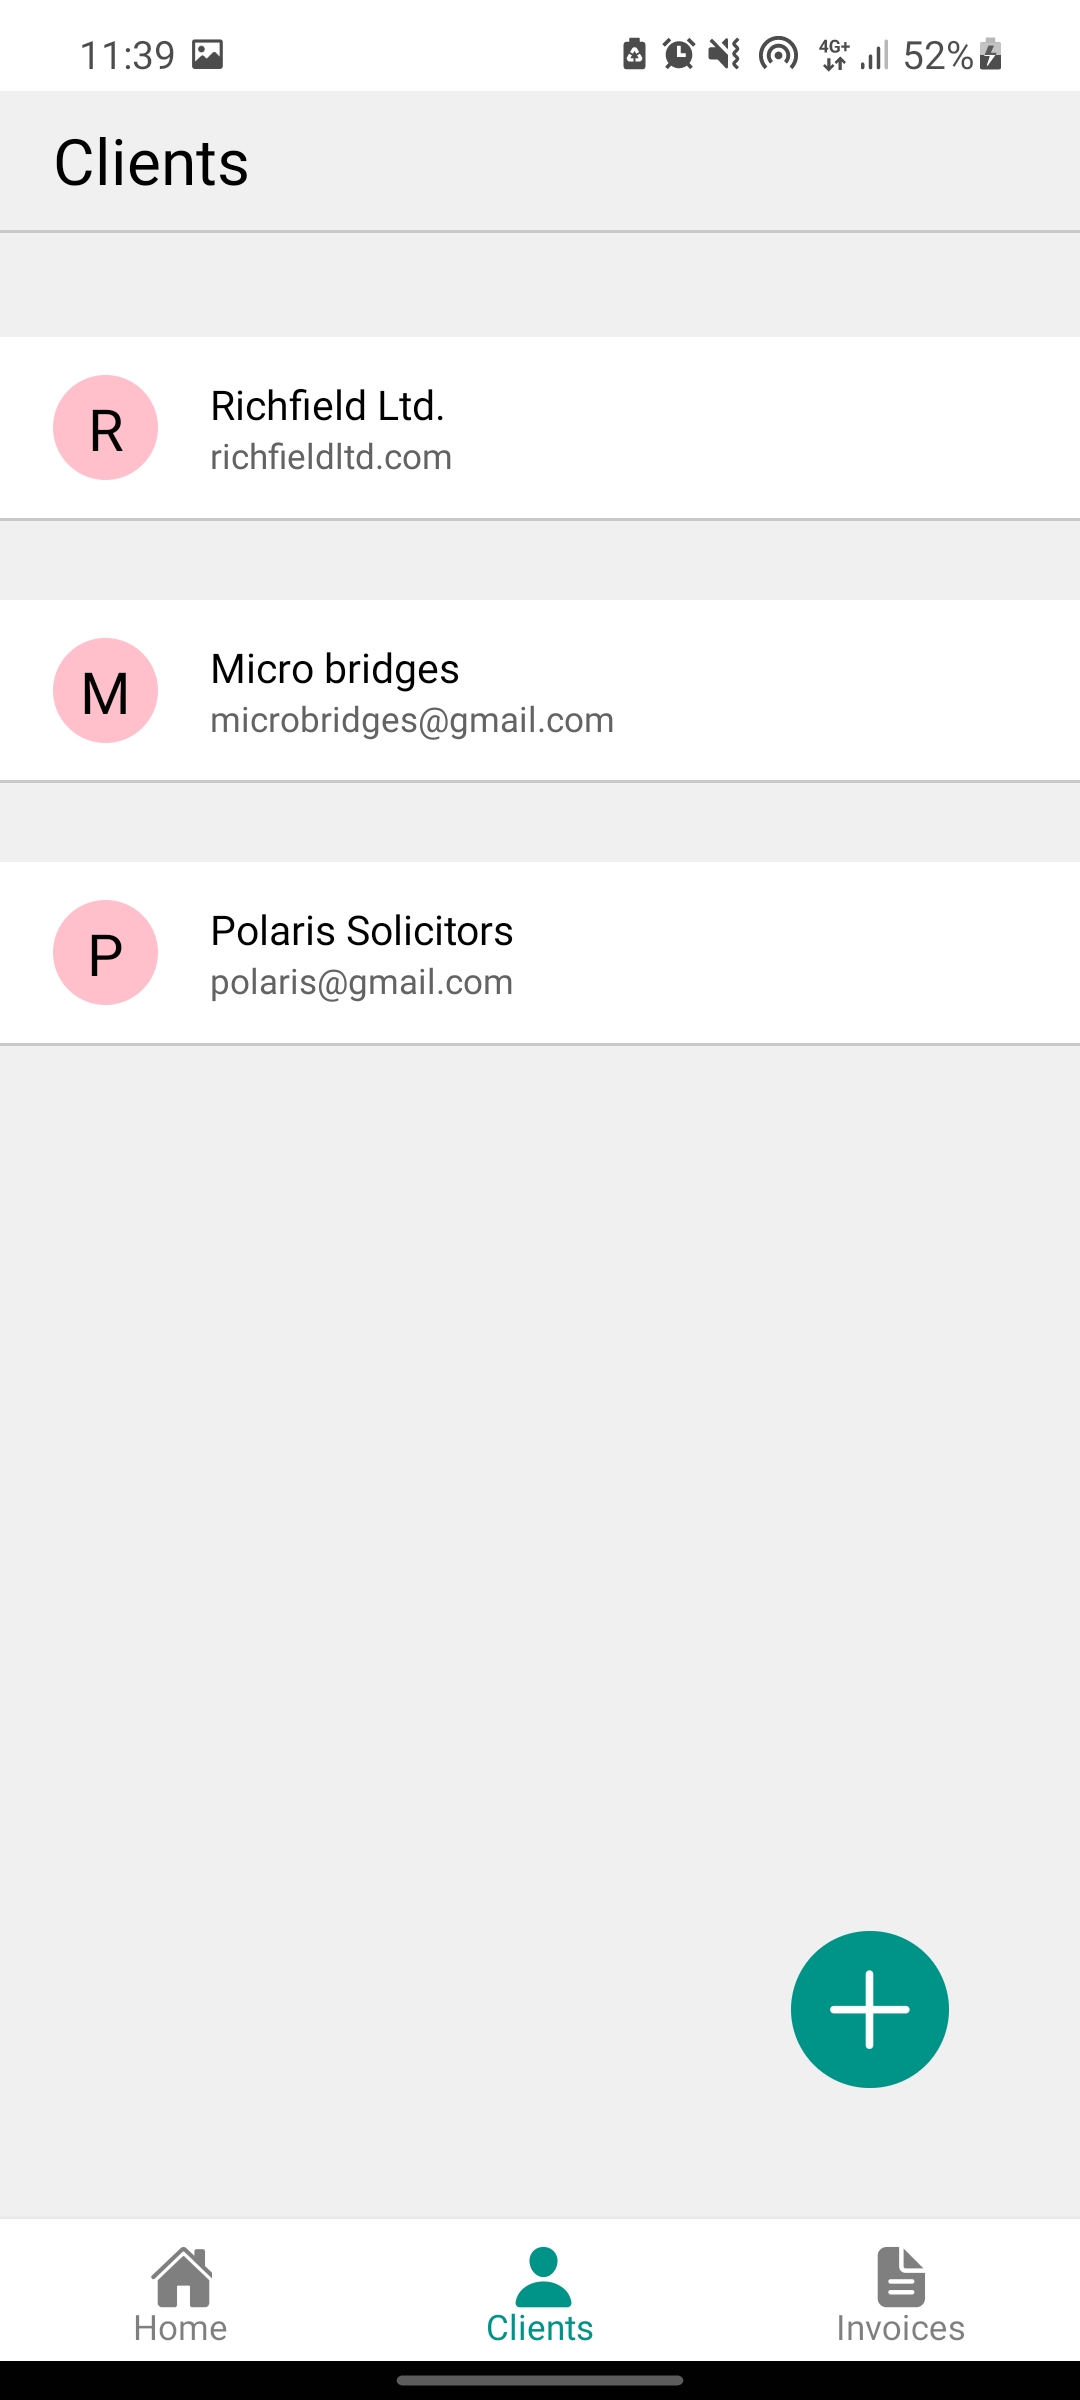 11:39 4G+ 52%
Clients
R
Richfield Ltd.
richfieldltd.com
M
Micro bridges
microbridges@gmail.com
P
Polaris Solicitors
polaris@gmail.com
Home Clients Invoices